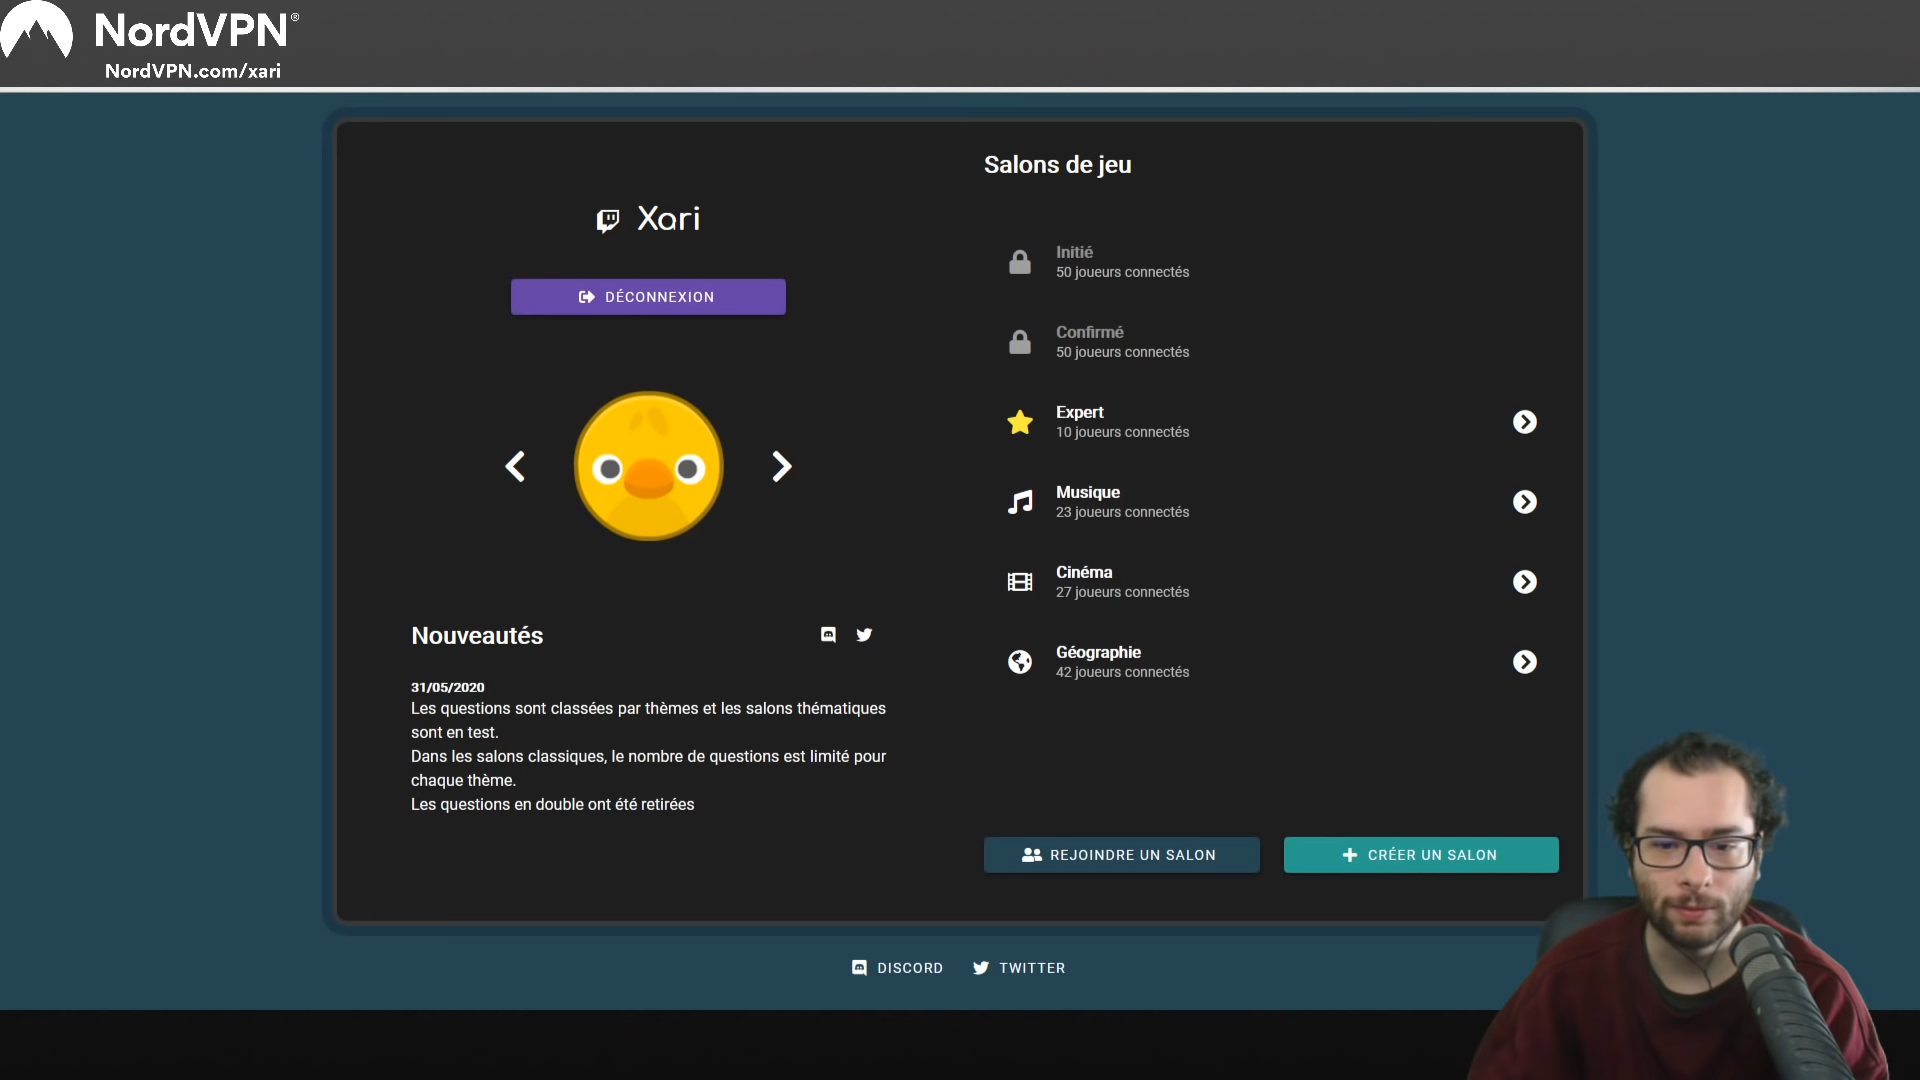 NordVPN®
NordVPN.com/xari
Xari
DÉCONNEXION
Nouveautés
31/05/2020
Les questions sont classées par thèmes et les salons thématiques
sont en test.
Dans les salons classiques, le nombre de questions est limité pour
chaque thème.
Les questions en double ont été retirées
Salons de jeu
Initié
50 joueurs connectés
Confirmé
50 joueurs connectés
Expert
10 joueurs connectés
Musique
23 joueurs connectés
Cinéma
27 joueurs connectés
Géographie
42 joueurs connectés
REJOINDRE UN SALON
CRÉER UN SALON
DISCORD
TWITTER